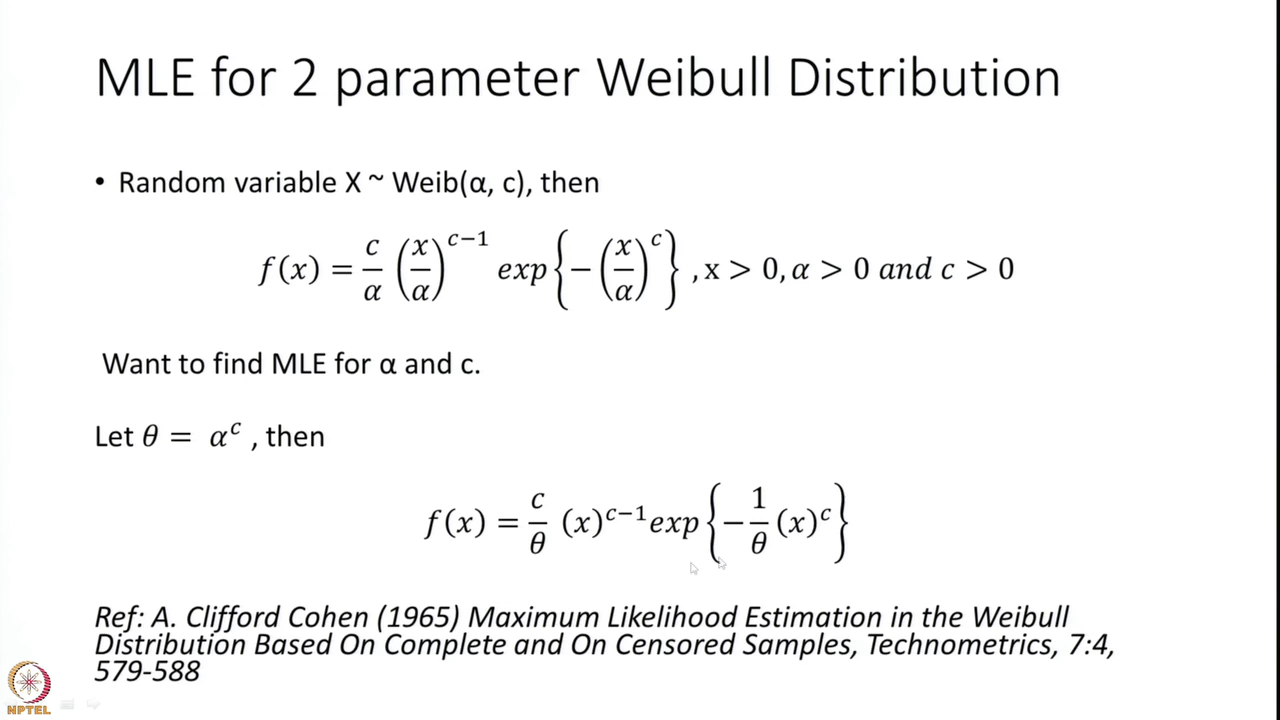 MLE for 2 parameter Weibull Distribution
• Random variable X ~ Weib(α, c), then
f(x) = c/α (x/α)^{c−1} exp{−(x/α)^c} , x > 0, α > 0 and c > 0
Want to find MLE for α and c.
Let θ = α^c , then
f(x) = c/θ (x)^{c−1} exp{−1/θ (x)^c}
Ref: A. Clifford Cohen (1965) Maximum Likelihood Estimation in the Weibull
Distribution Based On Complete and On Censored Samples, Technometrics, 7:4,
579-588
NPTEL